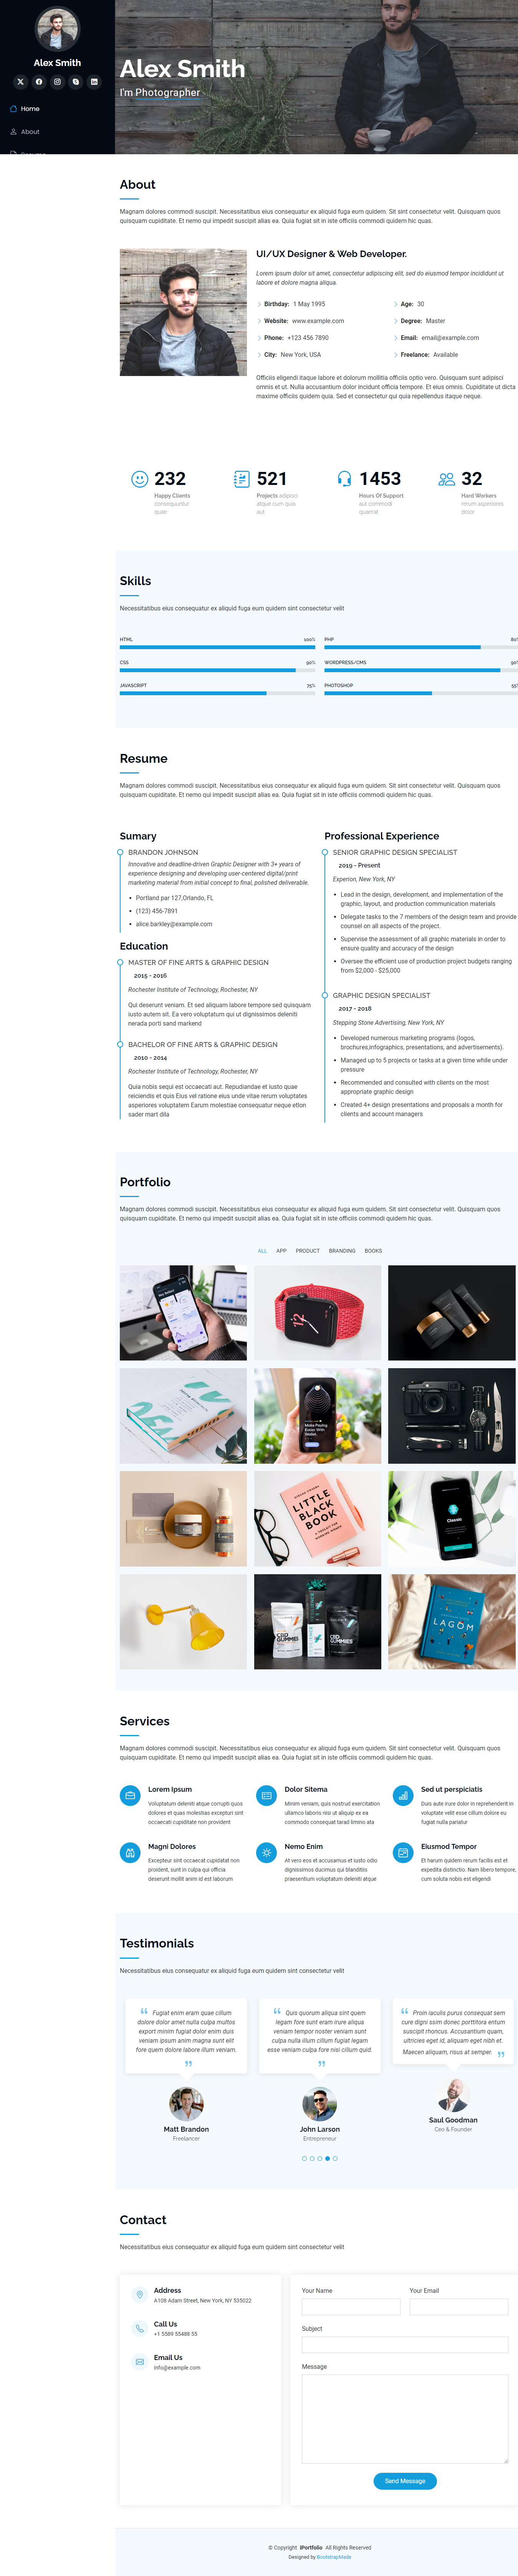 Alex Smith
Home
About
Alex Smith
I'm Photographer
About
Magnam dolores commodi suscipit. Necessitatibus eius consequatur ex aliquid fuga eum quidem. Sit sint consectetur velit. Quisquam quos
quisquam cupiditate. Et nemo qui impedit suscipit alias ea. Quia fugiat sit in iste officiis commodi quidem hic quas.
UI/UX Designer & Web Developer.
Lorem ipsum dolor sit amet, consectetur adipiscing elit, sed do eiusmod tempor incididunt ut
labore et dolore magna aliqua.
Birthday: 1 May 1995
Age: 30
Website: www.example.com
Degree: Master
Phone: +123 456 7890
Email: email@example.com
City: New York, USA
Freelance: Available
Officiis eligendi itaque labore et dolorum mollitia officiis optio vero. Quisquam sunt adipisci
omnis et ut. Nulla accusantium dolor incidunt officia tempore. Et eius omnis. Cupiditate ut dicta
maxime officiis quidem quia. Sed et consectetur qui quia repellendus itaque neque.
232
Happy Clients
consequuntur
quae
521
Projects adipisci
atque cum quia
aut
1453
Hours Of Support
aut commodi
quaerat
32
Hard Workers
rerum asperiores
dolor
Skills
Necessitatibus eius consequatur ex aliquid fuga eum quidem sint consectetur velit
HTML 100%
PHP 80%
CSS 90%
WORDPRESS/CMS 90%
JAVASCRIPT 75%
PHOTOSHOP 55%
Resume
Magnam dolores commodi suscipit. Necessitatibus eius consequatur ex aliquid fuga eum quidem. Sit sint consectetur velit. Quisquam quos
quisquam cupiditate. Et nemo qui impedit suscipit alias ea. Quia fugiat sit in iste officiis commodi quidem hic quas.
Sumary
BRANDON JOHNSON
Innovative and deadline-driven Graphic Designer with 3+ years of
experience designing and developing user-centered digital/print
marketing material from initial concept to final, polished deliverable.
Portland par 127,Orlando, FL
(123) 456-7891
alice.barkley@example.com
Education
MASTER OF FINE ARTS & GRAPHIC DESIGN
2015 - 2016
Rochester Institute of Technology, Rochester, NY
Qui deserunt veniam. Et sed aliquam labore tempore sed quisquam
iusto autem sit. Ea vero voluptatum qui ut dignissimos deleniti
nerada porti sand markend
BACHELOR OF FINE ARTS & GRAPHIC DESIGN
2010 - 2014
Rochester Institute of Technology, Rochester, NY
Quia nobis sequi est occaecati aut. Repudiandae et iusto quae
reiciendis et quis Eius vel ratione eius unde vitae rerum voluptates
asperiores voluptatem Earum molestiae consequatur neque etlon
sader mart dila
Professional Experience
SENIOR GRAPHIC DESIGN SPECIALIST
2019 - Present
Experion, New York, NY
Lead in the design, development, and implementation of the
graphic, layout, and production communication materials
Delegate tasks to the 7 members of the design team and provide
counsel on all aspects of the project.
Supervise the assessment of all graphic materials in order to
ensure quality and accuracy of the design
Oversee the efficient use of production project budgets ranging
from $2,000 - $25,000
GRAPHIC DESIGN SPECIALIST
2017 - 2018
Stepping Stone Advertising, New York, NY
Developed numerous marketing programs (logos,
brochures,infographics, presentations, and advertisements).
Managed up to 5 projects or tasks at a given time while under
pressure
Recommended and consulted with clients on the most
appropriate graphic design
Created 4+ design presentations and proposals a month for
clients and account managers
Portfolio
Magnam dolores commodi suscipit. Necessitatibus eius consequatur ex aliquid fuga eum quidem. Sit sint consectetur velit. Quisquam quos
quisquam cupiditate. Et nemo qui impedit suscipit alias ea. Quia fugiat sit in iste officiis commodi quidem hic quas.
ALL APP PRODUCT BRANDING BOOKS
Make Paying
Easier With
Wallet
LITTLE
BLACK
BOOK
Classic
CBD
GUMMIES
CBD
GUMMIES
LAGOM
Services
Magnam dolores commodi suscipit. Necessitatibus eius consequatur ex aliquid fuga eum quidem. Sit sint consectetur velit. Quisquam quos
quisquam cupiditate. Et nemo qui impedit suscipit alias ea. Quia fugiat sit in iste officiis commodi quidem hic quas.
Lorem Ipsum
Voluptatum deleniti atque corrupti quos
dolores et quas molestias excepturi sint
occaecati cupiditate non provident
Dolor Sitema
Minim veniam, quis nostrud exercitation
ullamco laboris nisi ut aliquip ex ea
commodo consequat tarad limino ata
Sed ut perspiciatis
Duis aute irure dolor in reprehenderit in
voluptate velit esse cillum dolore eu
fugiat nulla pariatur
Magni Dolores
Excepteur sint occaecat cupidatat non
proident, sunt in culpa qui officia
deserunt mollit anim id est laborum
Nemo Enim
At vero eos et accusamus et iusto odio
dignissimos ducimus qui blanditiis
praesentium voluptatum deleniti atque
Eiusmod Tempor
Et harum quidem rerum facilis est et
expedita distinctio. Nam libero tempore,
cum soluta nobis est eligendi
Testimonials
Necessitatibus eius consequatur ex aliquid fuga eum quidem sint consectetur velit
Fugiat enim eram quae cillum
dolore dolor amet nulla culpa multos
export minim fugiat dolor enim duis
veniam ipsum anim magna sunt elit
fore quem dolore labore illum veniam.
Matt Brandon
Freelancer
Quis quorum aliqua sint quem
legam fore sunt eram irure aliqua
veniam tempor noster veniam sunt
culpa nulla illum cillum fugiat legam
esse veniam culpa fore nisi cillum quid.
John Larson
Entrepreneur
Proin iaculis purus consequat sem
cure digni ssim donec porttitora entum
suscipit rhoncus. Accusantium quam,
ultricies eget id, aliquam eget nibh et.
Maecen aliquam, risus at semper.
Saul Goodman
Ceo & Founder
Contact
Necessitatibus eius consequatur ex aliquid fuga eum quidem sint consectetur velit
Address
A108 Adam Street, New York, NY 535022
Call Us
+1 5589 55488 55
Email Us
info@example.com
Your Name
Your Email
Subject
Message
Send Message
© Copyright iPortfolio All Rights Reserved
Designed by BootstrapMade